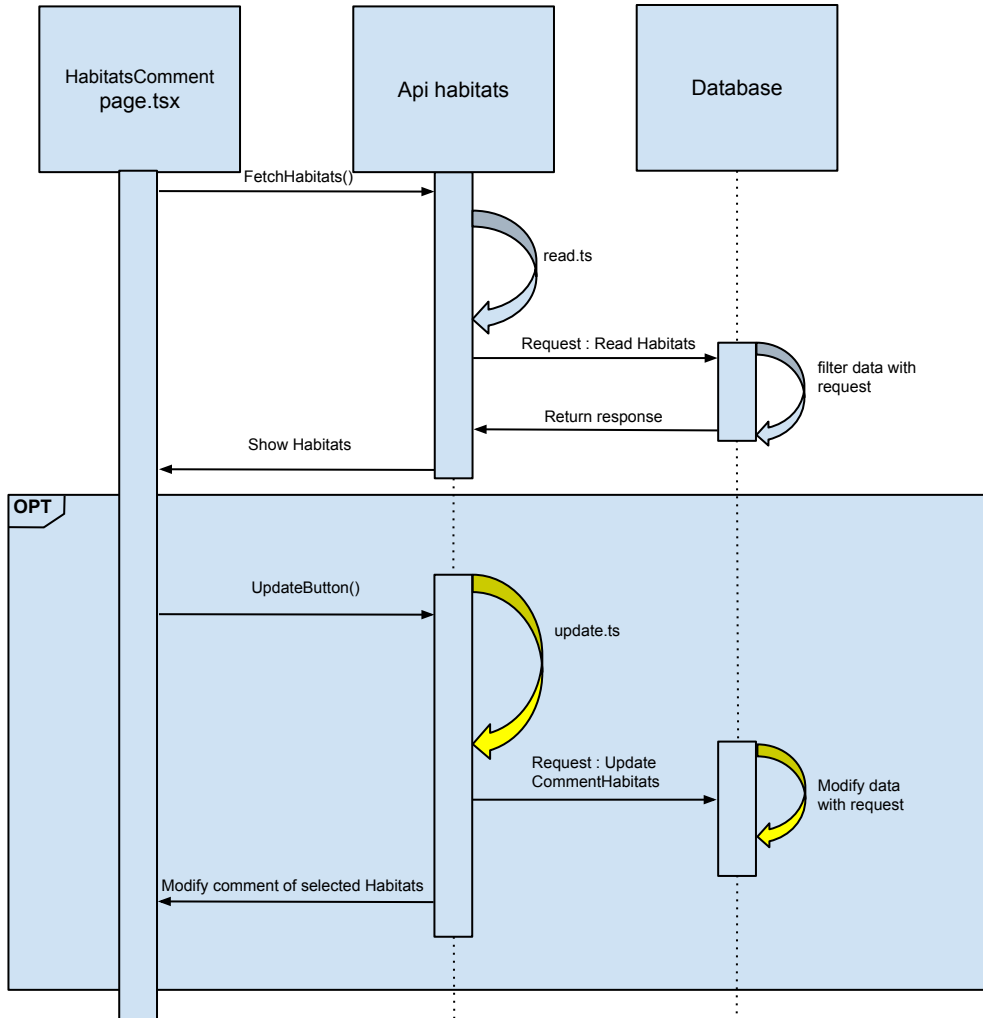 HabitatsComment
page.tsx
Api habitats
Database
FetchHabitats()
read.ts
Request : Read Habitats
filter data with
request
Return response
Show Habitats
OPT
UpdateButton()
update.ts
Request : Update
CommentHabitats
Modify data
with request
Modify comment of selected Habitats